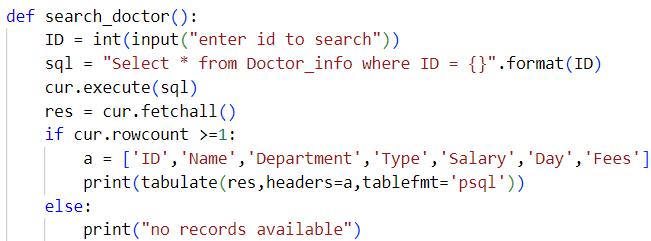 def search_doctor():
    ID = int(input("enter id to search"))
    sql = "Select * from Doctor_info where ID = {}".format(ID)
    cur.execute(sql)
    res = cur.fetchall()
    if cur.rowcount >=1:
        a = ['ID','Name','Department','Type','Salary','Day','Fees']
        print(tabulate(res,headers=a,tablefmt='psql'))
    else:
        print("no records available")